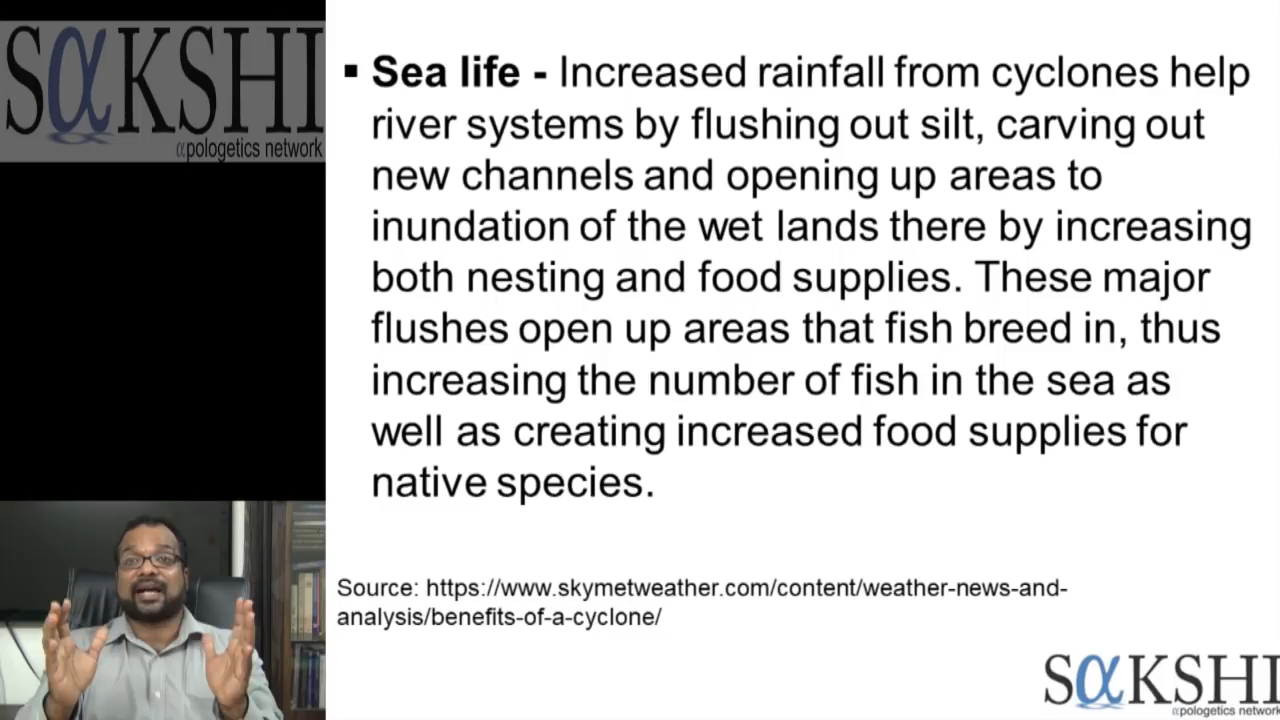 SαKSHI
αpologetics network
▪ Sea life - Increased rainfall from cyclones help
river systems by flushing out silt, carving out
new channels and opening up areas to
inundation of the wet lands there by increasing
both nesting and food supplies. These major
flushes open up areas that fish breed in, thus
increasing the number of fish in the sea as
well as creating increased food supplies for
native species.
Source: https://www.skymetweather.com/content/weather-news-and-
analysis/benefits-of-a-cyclone/
SαKSHI
αpologetics network